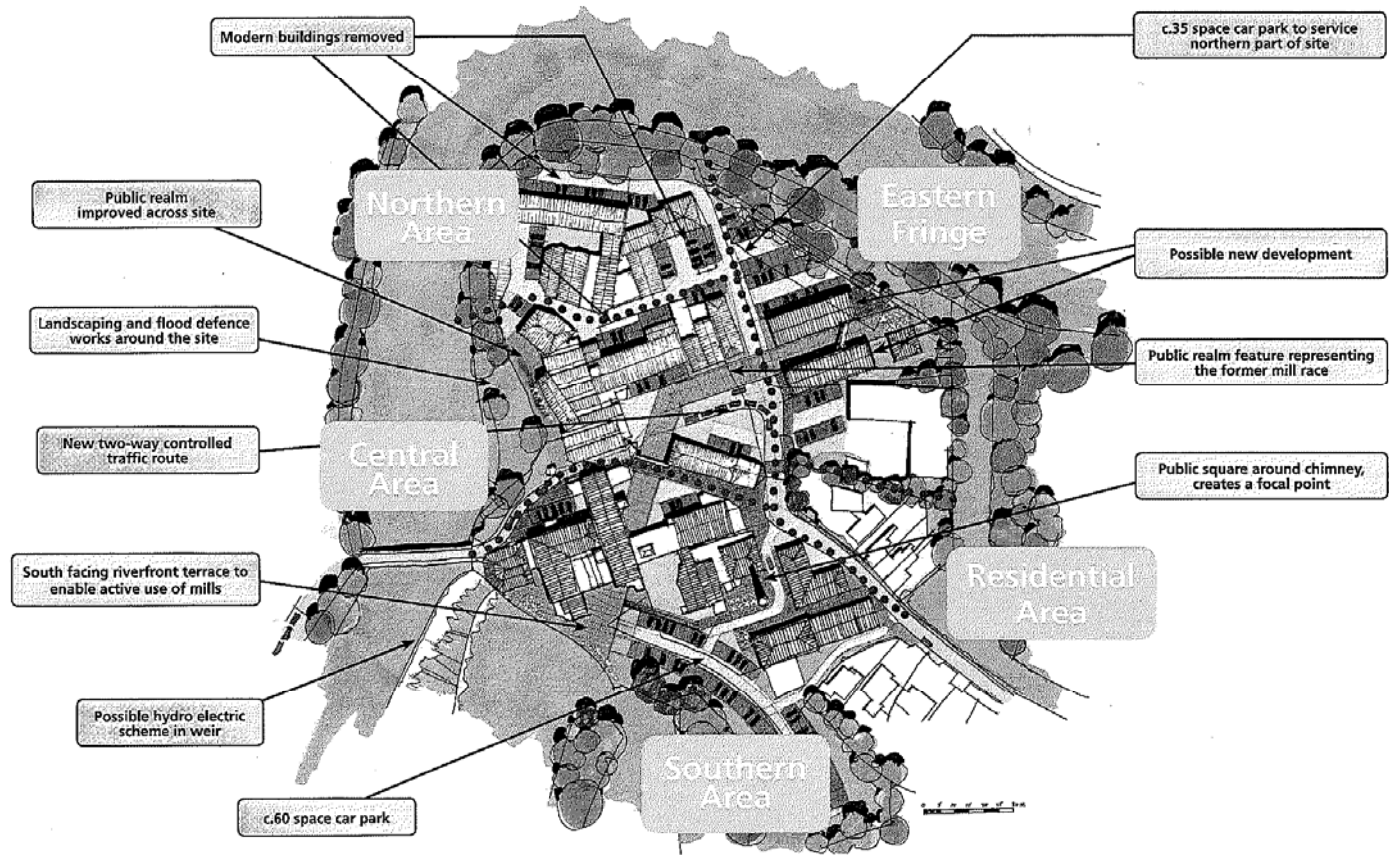 Modern buildings removed
c.35 space car park to service
northern part of site
Public realm
improved across site
Northern
Area
Eastern
Fringe
Possible new development
Landscaping and flood defence
works around the site
Public realm feature representing
the former mill race
New two-way controlled
traffic route
Central
Area
Public square around chimney,
creates a focal point
South facing riverfront terrace to
enable active use of mills
Residential
Area
Possible hydro electric
scheme in weir
Southern
Area
c.60 space car park